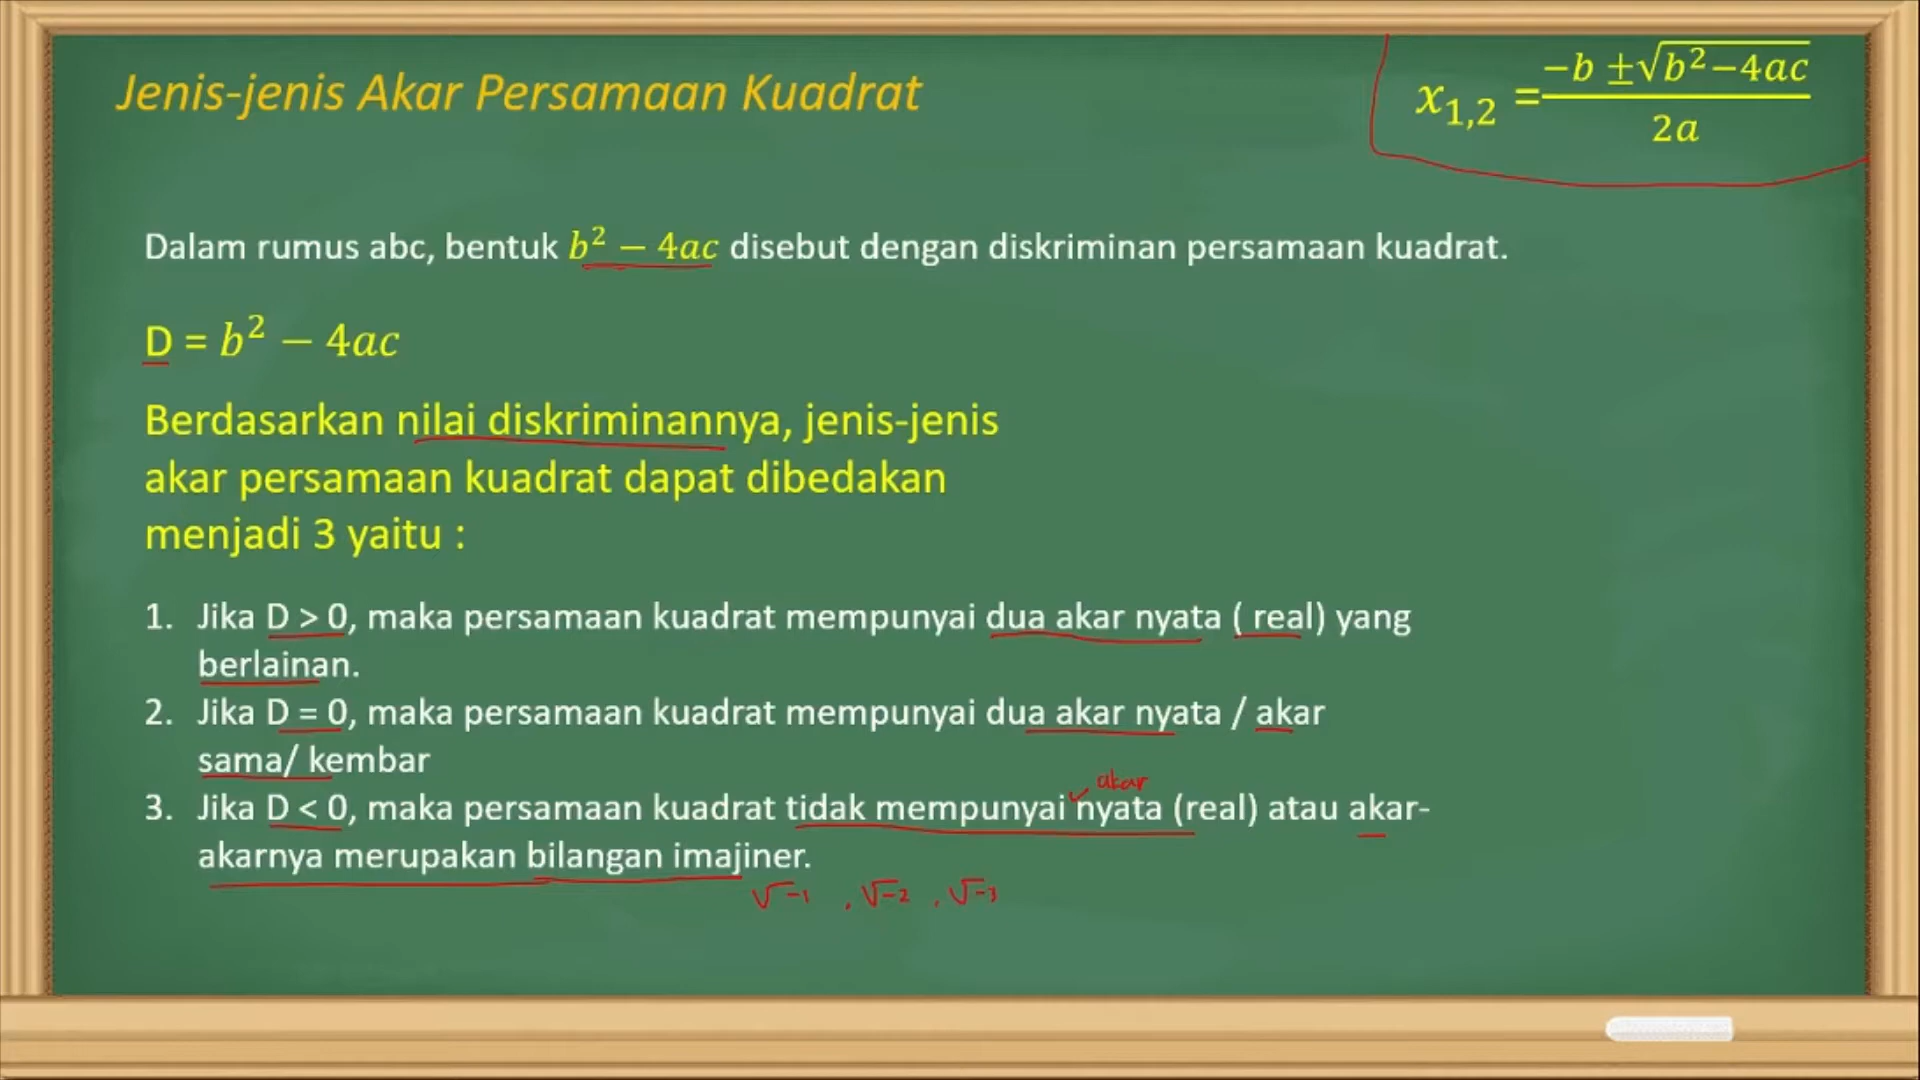 Jenis-jenis Akar Persamaan Kuadrat
x₁,₂ = (−b ±√(b²−4ac))/(2a)
Dalam rumus abc, bentuk b² − 4ac disebut dengan diskriminan persamaan kuadrat.
D = b² − 4ac
Berdasarkan nilai diskriminannya, jenis-jenis
akar persamaan kuadrat dapat dibedakan
menjadi 3 yaitu :
1. Jika D > 0, maka persamaan kuadrat mempunyai dua akar nyata ( real) yang
berlainan.
2. Jika D = 0, maka persamaan kuadrat mempunyai dua akar nyata / akar
sama/ kembar
akar
3. Jika D < 0, maka persamaan kuadrat tidak mempunyai nyata (real) atau akar-
akarnya merupakan bilangan imajiner.
√−1 , √−2 , √−3